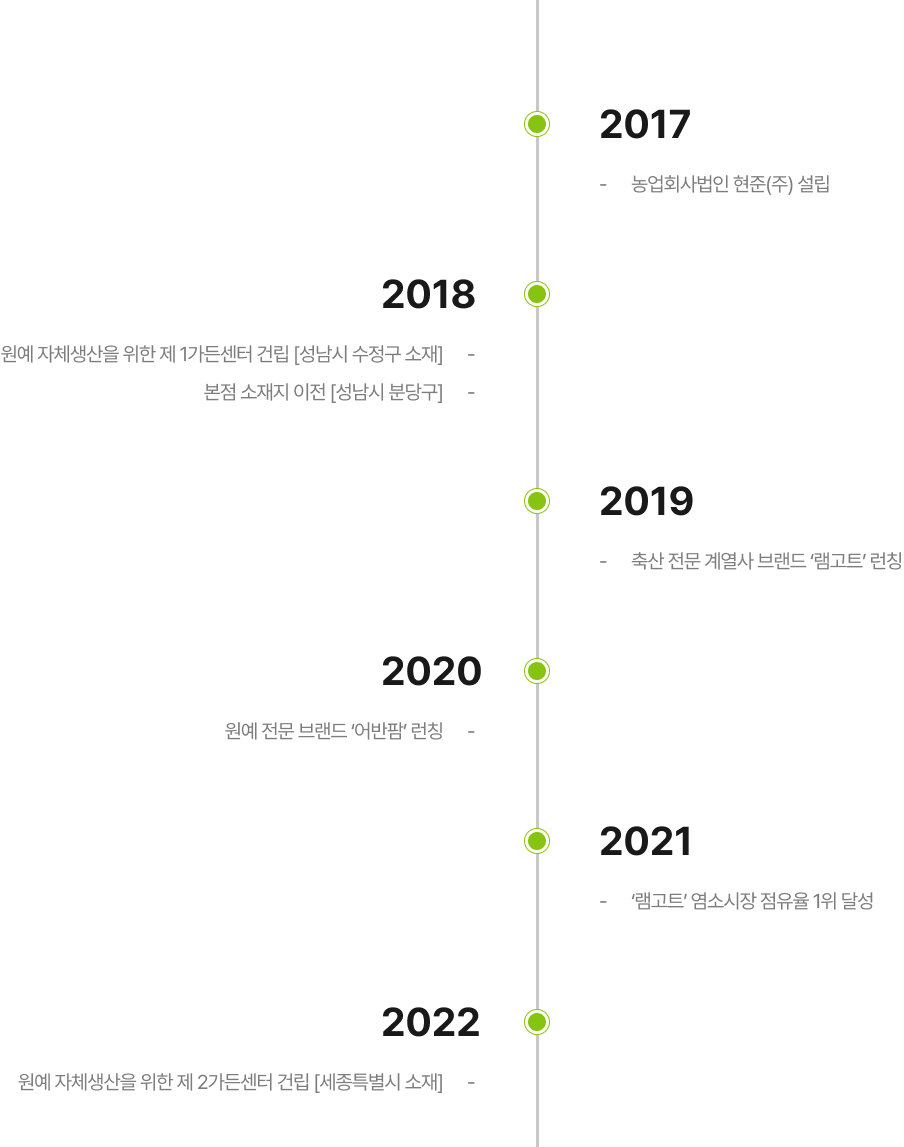 2017
- 농업회사법인 현준(주) 설립
2018
원예 자체생산을 위한 제 1가든센터 건립 [성남시 수정구 소재] -
본점 소재지 이전 [성남시 분당구] -
2019
- 축산 전문 계열사 브랜드 ‘램고트’ 런칭
2020
원예 전문 브랜드 ‘어반팜’ 런칭 -
2021
- ‘램고트’ 염소시장 점유율 1위 달성
2022
원예 자체생산을 위한 제 2가든센터 건립 [세종특별시 소재] -